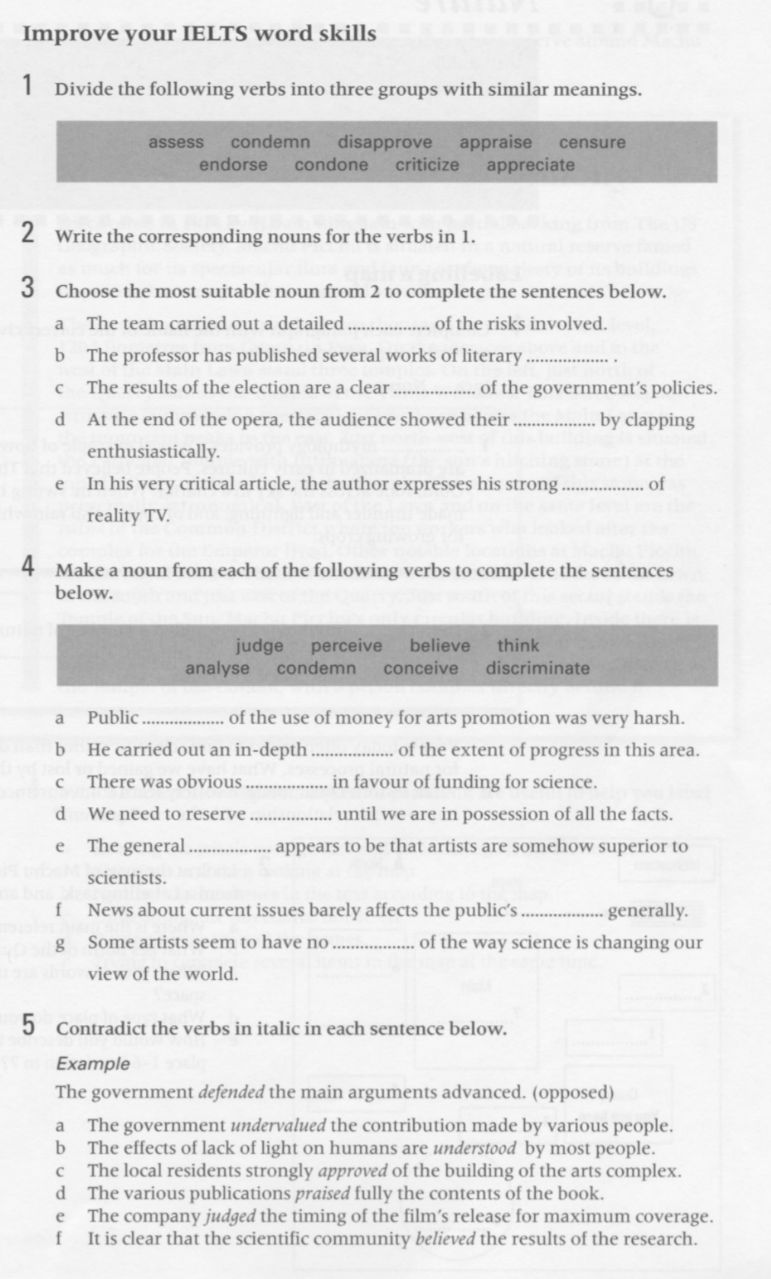 Improve your IELTS word skills
1 Divide the following verbs into three groups with similar meanings.
assess condemn disapprove appraise censure
endorse condone criticize appreciate
2 Write the corresponding nouns for the verbs in 1.
3 Choose the most suitable noun from 2 to complete the sentences below.
a The team carried out a detailed .................. of the risks involved.
b The professor has published several works of literary .................. .
c The results of the election are a clear .................. of the government's policies.
d At the end of the opera, the audience showed their .................. by clapping
enthusiastically.
e In his very critical article, the author expresses his strong .................. of
reality TV.
4 Make a noun from each of the following verbs to complete the sentences
below.
judge perceive believe think
analyse condemn conceive discriminate
a Public .................. of the use of money for arts promotion was very harsh.
b He carried out an in-depth .................. of the extent of progress in this area.
c There was obvious .................. in favour of funding for science.
d We need to reserve .................. until we are in possession of all the facts.
e The general .................. appears to be that artists are somehow superior to
scientists.
f News about current issues barely affects the public's .................. generally.
g Some artists seem to have no .................. of the way science is changing our
view of the world.
5 Contradict the verbs in italic in each sentence below.
Example
The government defended the main arguments advanced. (opposed)
a The government undervalued the contribution made by various people.
b The effects of lack of light on humans are understood by most people.
c The local residents strongly approved of the building of the arts complex.
d The various publications praised fully the contents of the book.
e The company judged the timing of the film's release for maximum coverage.
f It is clear that the scientific community believed the results of the research.